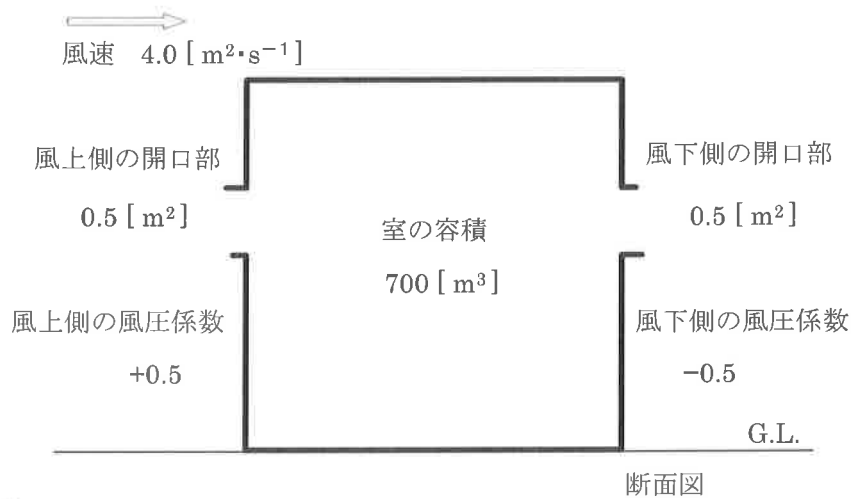 風速 4.0 [ m²･s⁻¹]
風上側の開口部
0.5 [ m²]
風上側の風圧係数
+0.5
室の容積
700 [ m³]
風下側の開口部
0.5 [ m²]
風下側の風圧係数
−0.5
G.L.
断面図